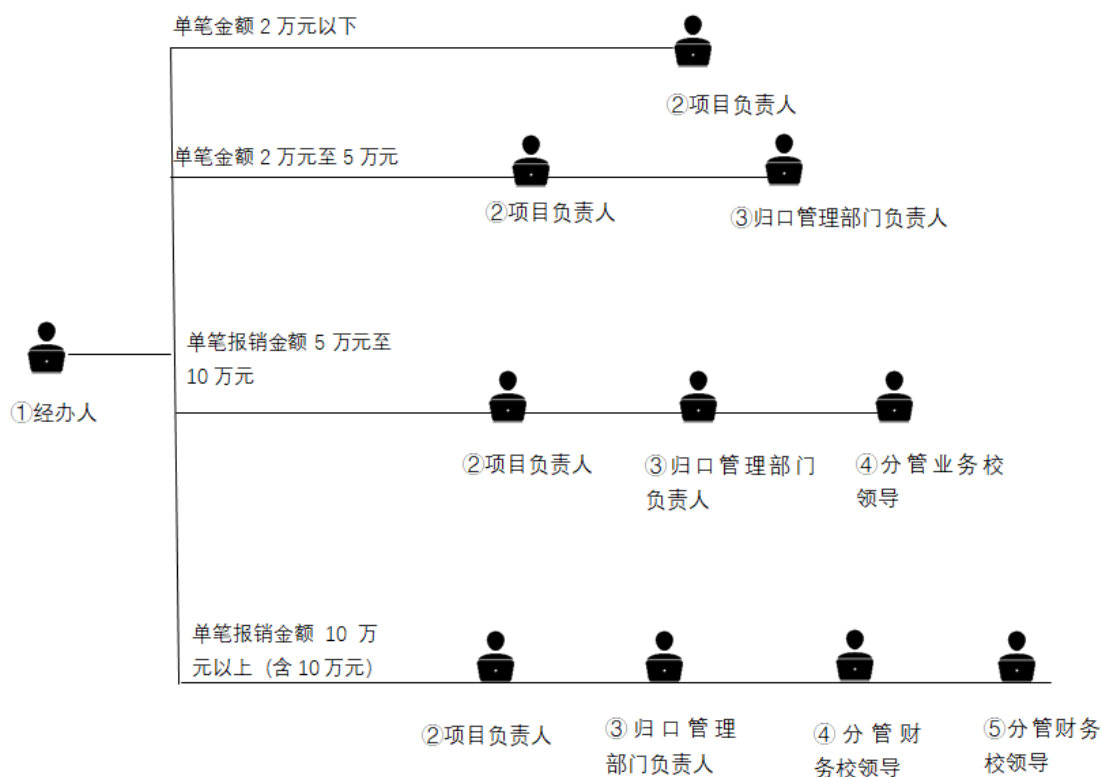 单笔金额 2 万元以下
②项目负责人
单笔金额 2 万元至 5 万元
②项目负责人
③归口管理部门负责人
①经办人
单笔报销金额 5 万元至
10 万元
②项目负责人
③归口管理部门
负责人
④分管业务校
领导
单笔报销金额 10 万
元以上（含 10 万元）
②项目负责人
③归口管理
部门负责人
④分管财
务校领导
⑤分管财务
校领导